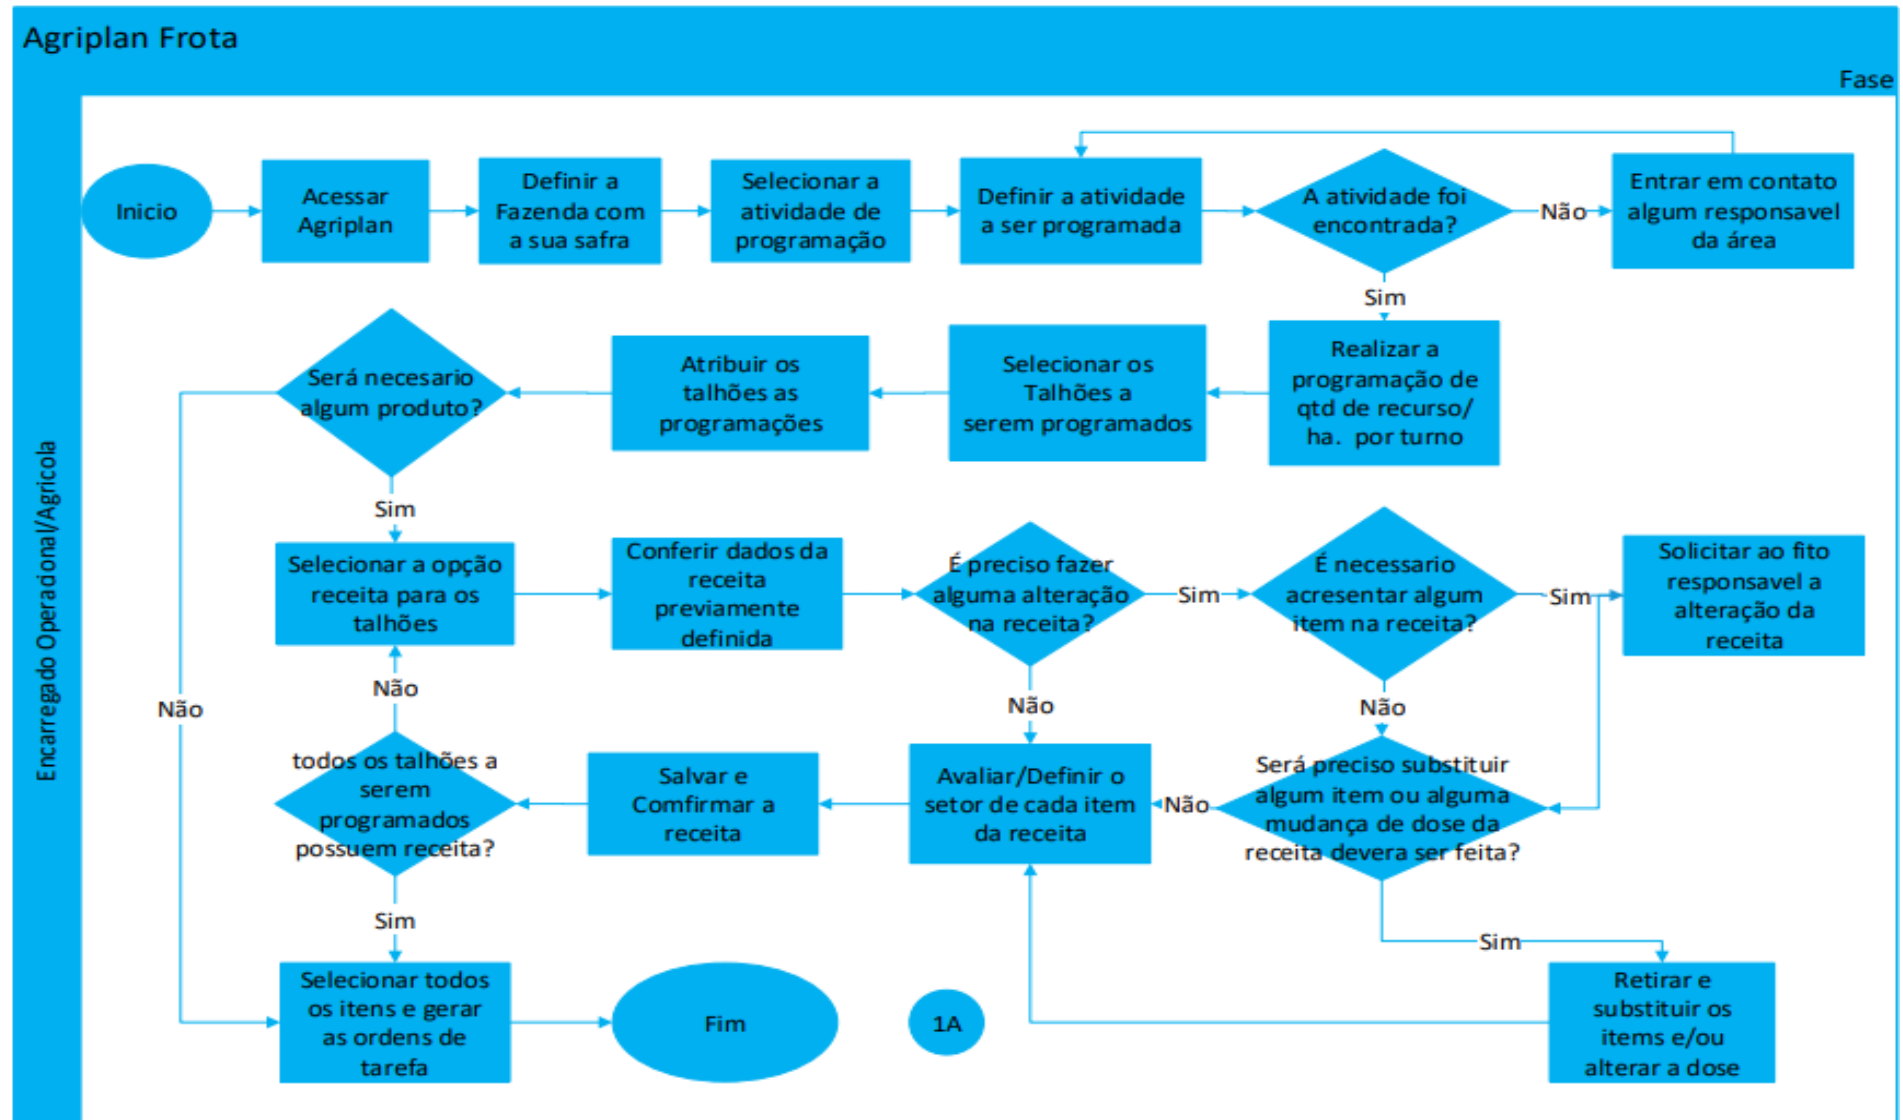 Agriplan Frota
Fase
Encarregado Operadional/Agricola
Inicio
Acessar
Agriplan
Definir a
Fazenda com
a sua safra
Selecionar a
atividade de
programação
Definir a atividade
a ser programada
A atividade foi
encontrada?
Não
Entrar em contato
algum responsavel
da área
Sim
Realizar a
programação de
qtd de recurso/
ha. por turno
Selecionar os
Talhões a
serem programados
Atribuir os
talhões as
programações
Será necesario
algum produto?
Sim
Não
Selecionar a opção
receita para os
talhões
Conferir dados da
receita
previamente
definida
É preciso fazer
alguma alteração
na receita?
Sim
É necessario
acresentar algum
item na receita?
Sim
Solicitar ao fito
responsavel a
alteração da
receita
Não
Não
Não
todos os talhões a
serem
programados
possuem receita?
Salvar e
Comfirmar a
receita
Avaliar/Definir o
setor de cada item
da receita
Não
Será preciso substituir
algum item ou alguma
mudança de dose da
receita devera ser feita?
Sim
Sim
Selecionar todos
os itens e gerar
as ordens de
tarefa
Fim
1A
Retirar e
substituir os
items e/ou
alterar a dose